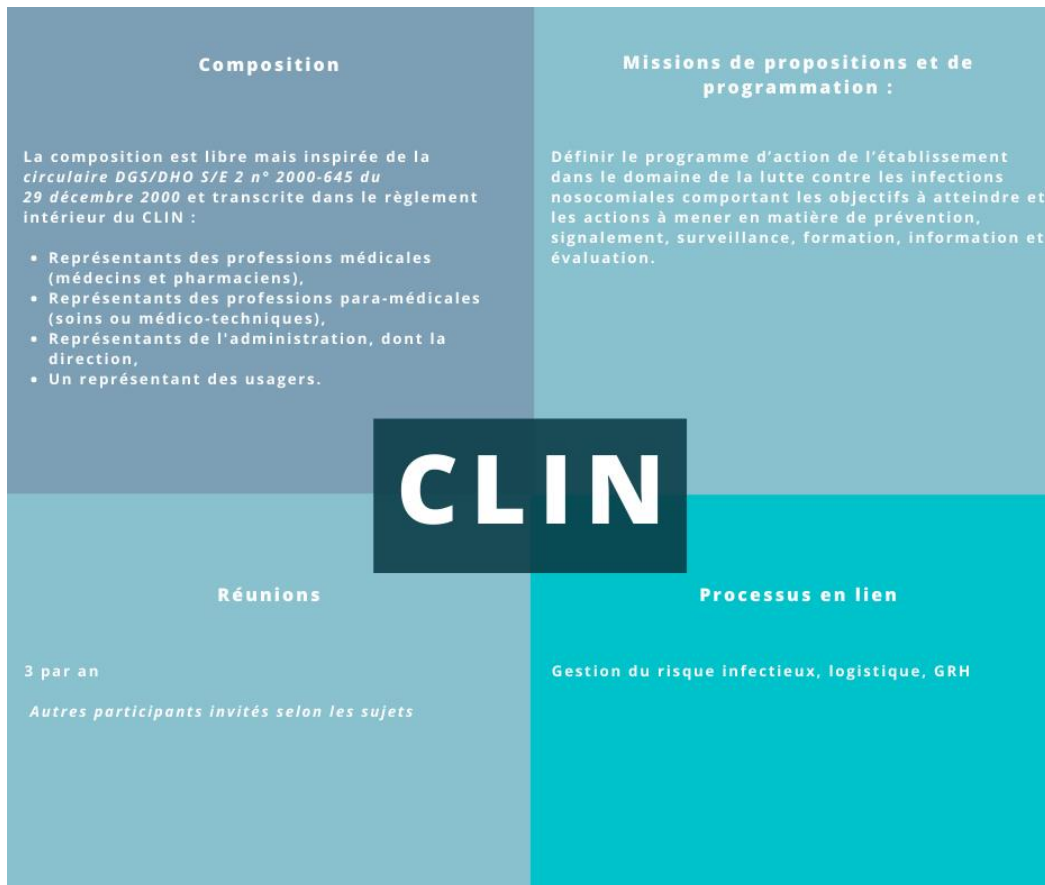 Composition
La composition est libre mais inspirée de la
circulaire DGS/DHO S/E 2 n° 2000-645 du
29 décembre 2000 et transcrite dans le règlement
intérieur du CLIN :
• Représentants des professions médicales
(médecins et pharmaciens),
• Représentants des professions para-médicales
(soins ou médico-techniques),
• Représentants de l'administration, dont la
direction,
• Un représentant des usagers.
Missions de propositions et de
programmation :
Définir le programme d’action de l’établissement
dans le domaine de la lutte contre les infections
nosocomiales comportant les objectifs à atteindre et
les actions à mener en matière de prévention,
signalement, surveillance, formation, information et
évaluation.
CLIN
Réunions
3 par an
Autres participants invités selon les sujets
Processus en lien
Gestion du risque infectieux, logistique, GRH